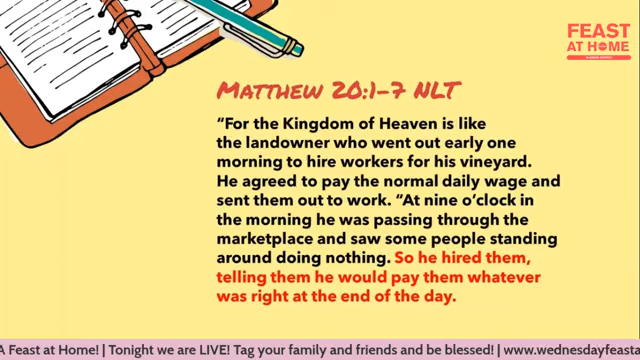 FEAST
AT HOME
Matthew 20:1-7 NLT
“For the Kingdom of Heaven is like
the landowner who went out early one
morning to hire workers for his vineyard.
He agreed to pay the normal daily wage and
sent them out to work. “At nine o’clock in
the morning he was passing through the
marketplace and saw some people standing
around doing nothing. So he hired them,
telling them he would pay them whatever
was right at the end of the day.
A Feast at Home! | Tonight we are LIVE! Tag your family and friends and be blessed! | www.wednesdayfeasta